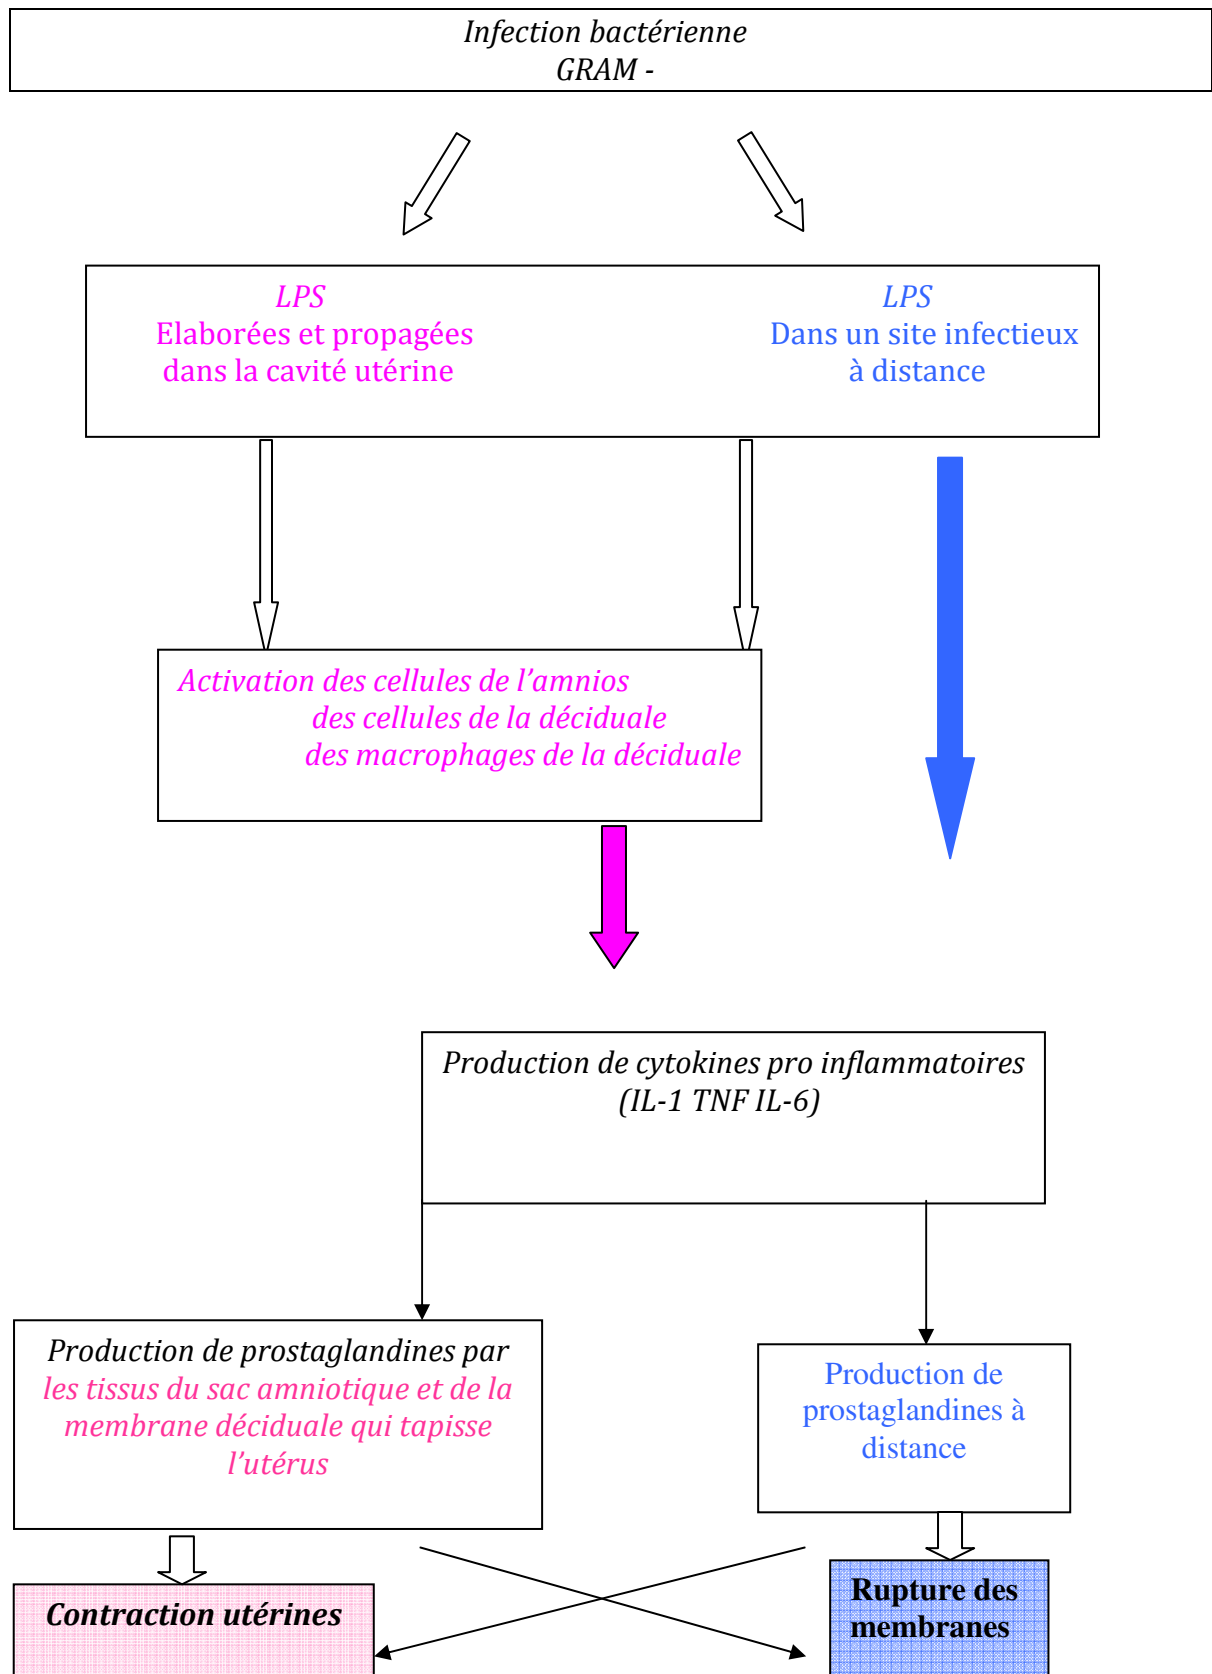 Infection bactérienne
GRAM -
LPS
Elaborées et propagées
dans la cavité utérine
LPS
Dans un site infectieux
à distance
Activation des cellules de l’amnios
des cellules de la déciduale
des macrophages de la déciduale
Production de cytokines pro inflammatoires
(IL-1 TNF IL-6)
Production de prostaglandines par
les tissus du sac amniotique et de la
membrane déciduale qui tapisse
l’utérus
Production de
prostaglandines à
distance
Contraction utérines
Rupture des
membranes